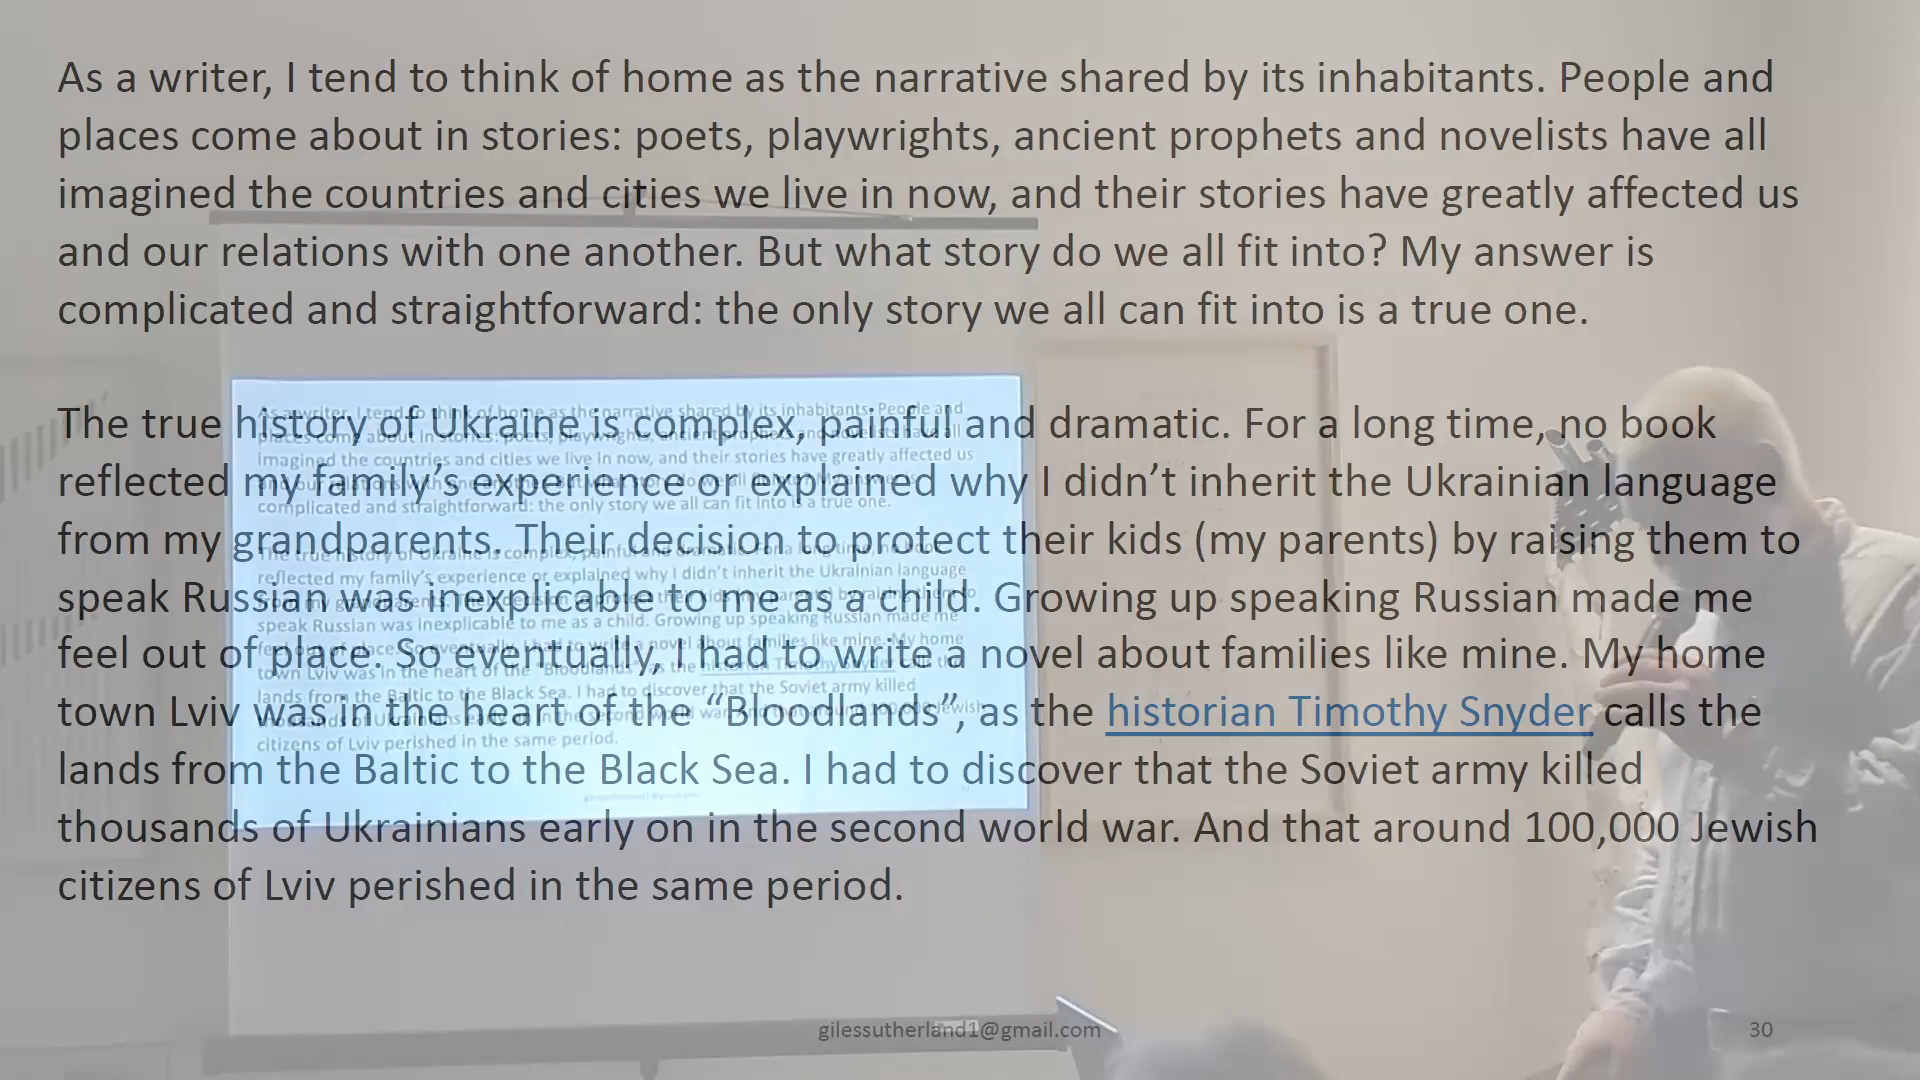 As a writer, I tend to think of home as the narrative shared by its inhabitants. People and
places come about in stories: poets, playwrights, ancient prophets and novelists have all
imagined the countries and cities we live in now, and their stories have greatly affected us
and our relations with one another. But what story do we all fit into? My answer is
complicated and straightforward: the only story we all can fit into is a true one.
The true history of Ukraine is complex, painful and dramatic. For a long time, no book
reflected my family’s experience or explained why I didn’t inherit the Ukrainian language
from my grandparents. Their decision to protect their kids (my parents) by raising them to
speak Russian was inexplicable to me as a child. Growing up speaking Russian made me
feel out of place. So eventually, I had to write a novel about families like mine. My home
town Lviv was in the heart of the “Bloodlands”, as the historian Timothy Snyder calls the
lands from the Baltic to the Black Sea. I had to discover that the Soviet army killed
thousands of Ukrainians early on in the second world war. And that around 100,000 Jewish
citizens of Lviv perished in the same period.
gilessutherland1@gmail.com
30